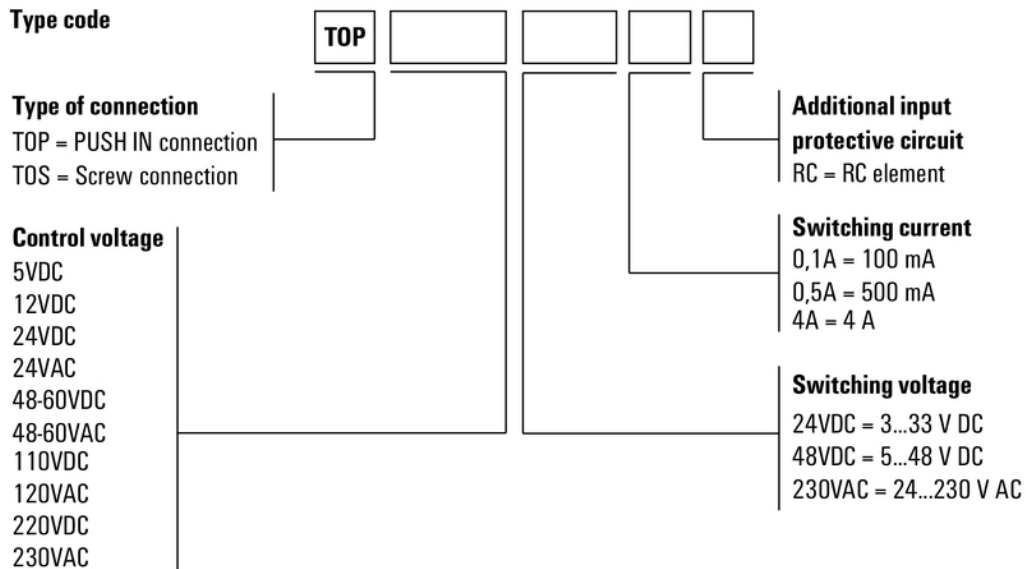 Type code
TOP
Type of connection
TOP = PUSH IN connection
TOS = Screw connection
Control voltage
5VDC
12VDC
24VDC
24VAC
48-60VDC
48-60VAC
110VDC
120VAC
220VDC
230VAC
Additional input
protective circuit
RC = RC element
Switching current
0,1A = 100 mA
0,5A = 500 mA
4A = 4 A
Switching voltage
24VDC = 3...33 V DC
48VDC = 5...48 V DC
230VAC = 24...230 V AC